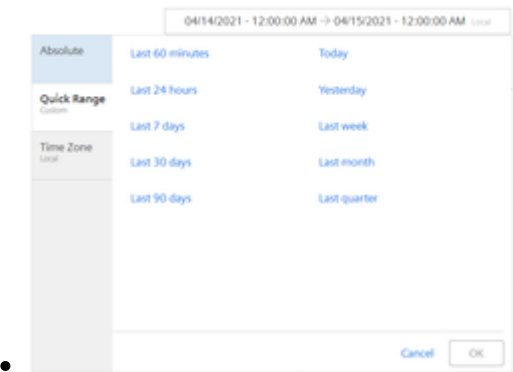 04/14/2021 - 12:00:00 AM → 04/15/2021 - 12:00:00 AM Local
Absolute
Quick Range
Custom
Time Zone
Local
Last 60 minutes
Today
Last 24 hours
Yesterday
Last 7 days
Last week
Last 30 days
Last month
Last 90 days
Last quarter
Cancel
OK